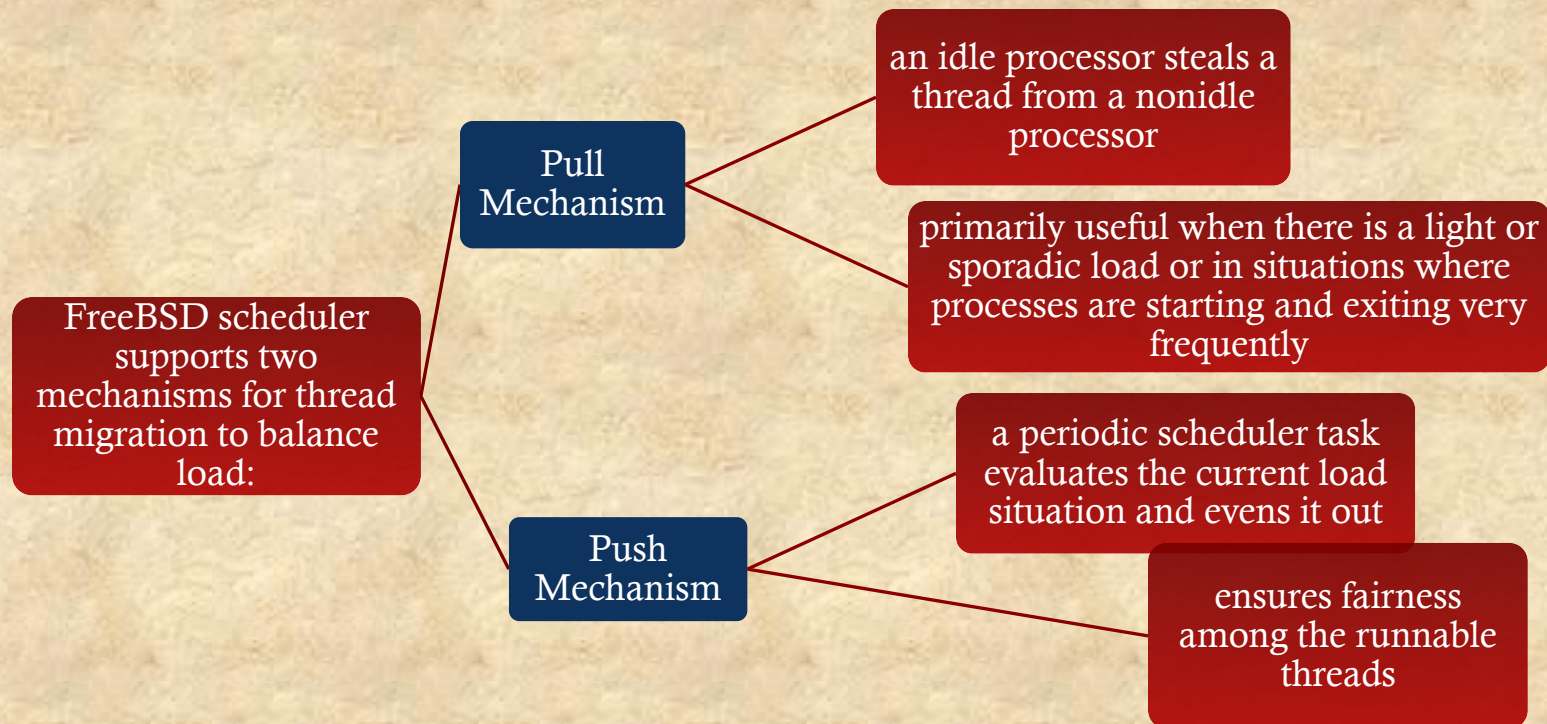 FreeBSD scheduler
supports two
mechanisms for thread
migration to balance
load:
Pull
Mechanism
an idle processor steals a
thread from a nonidle
processor
primarily useful when there is a light or
sporadic load or in situations where
processes are starting and exiting very
frequently
Push
Mechanism
a periodic scheduler task
evaluates the current load
situation and evens it out
ensures fairness
among the runnable
threads